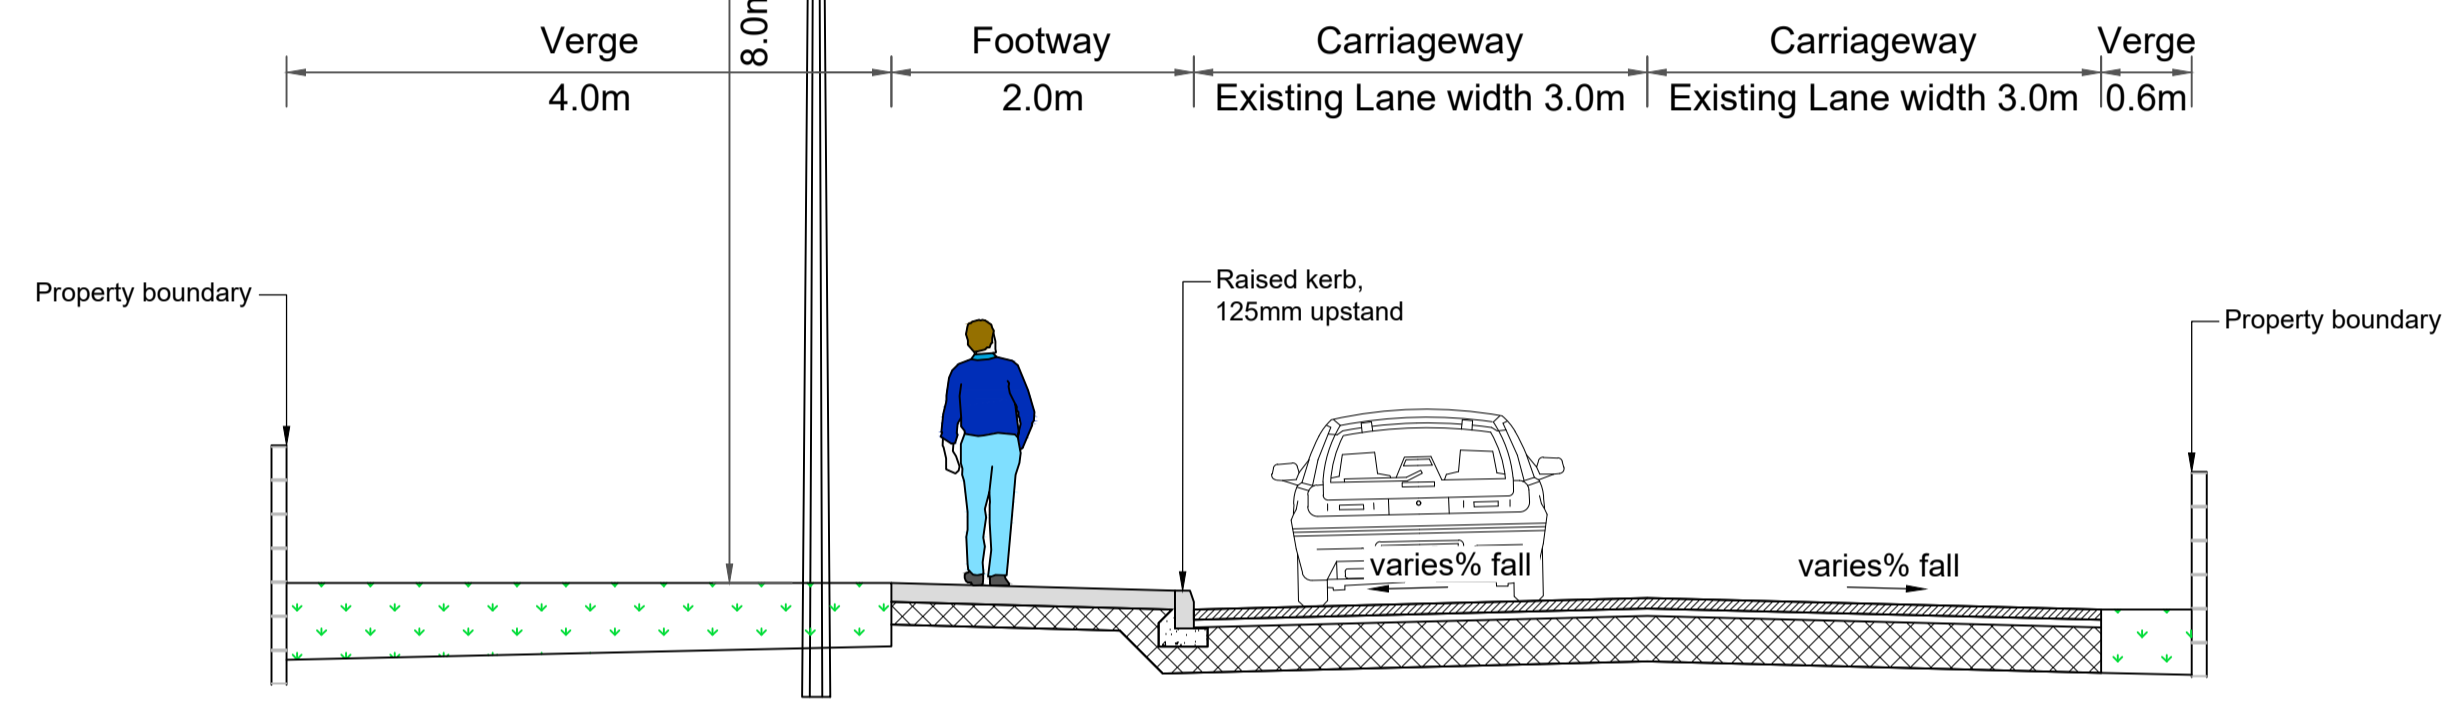 8.0m
Verge
Footway
Carriageway
Carriageway
Verge
4.0m
2.0m
Existing Lane width 3.0m
Existing Lane width 3.0m
0.6m
Property boundary
Raised kerb,
125mm upstand
Property boundary
varies% fall
varies% fall